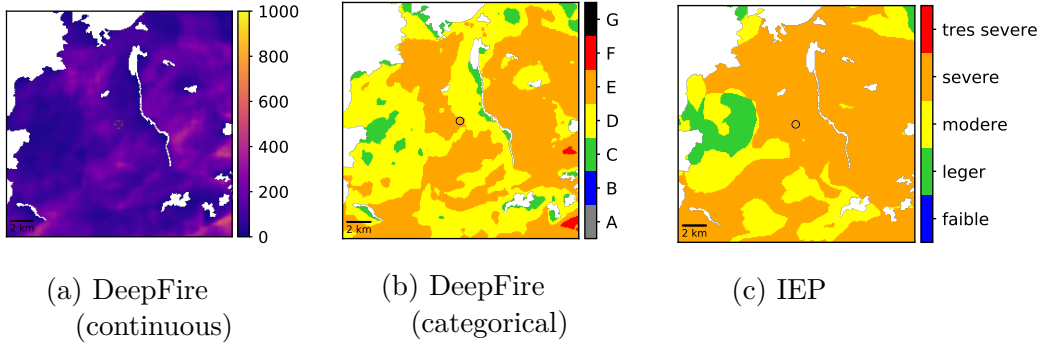 1000
800
600
400
200
0
2 km
G
F
E
D
C
B
A
2 km
tres severe
severe
modere
leger
faible
2 km
(a) DeepFire
(continuous)
(b) DeepFire
(categorical)
(c) IEP